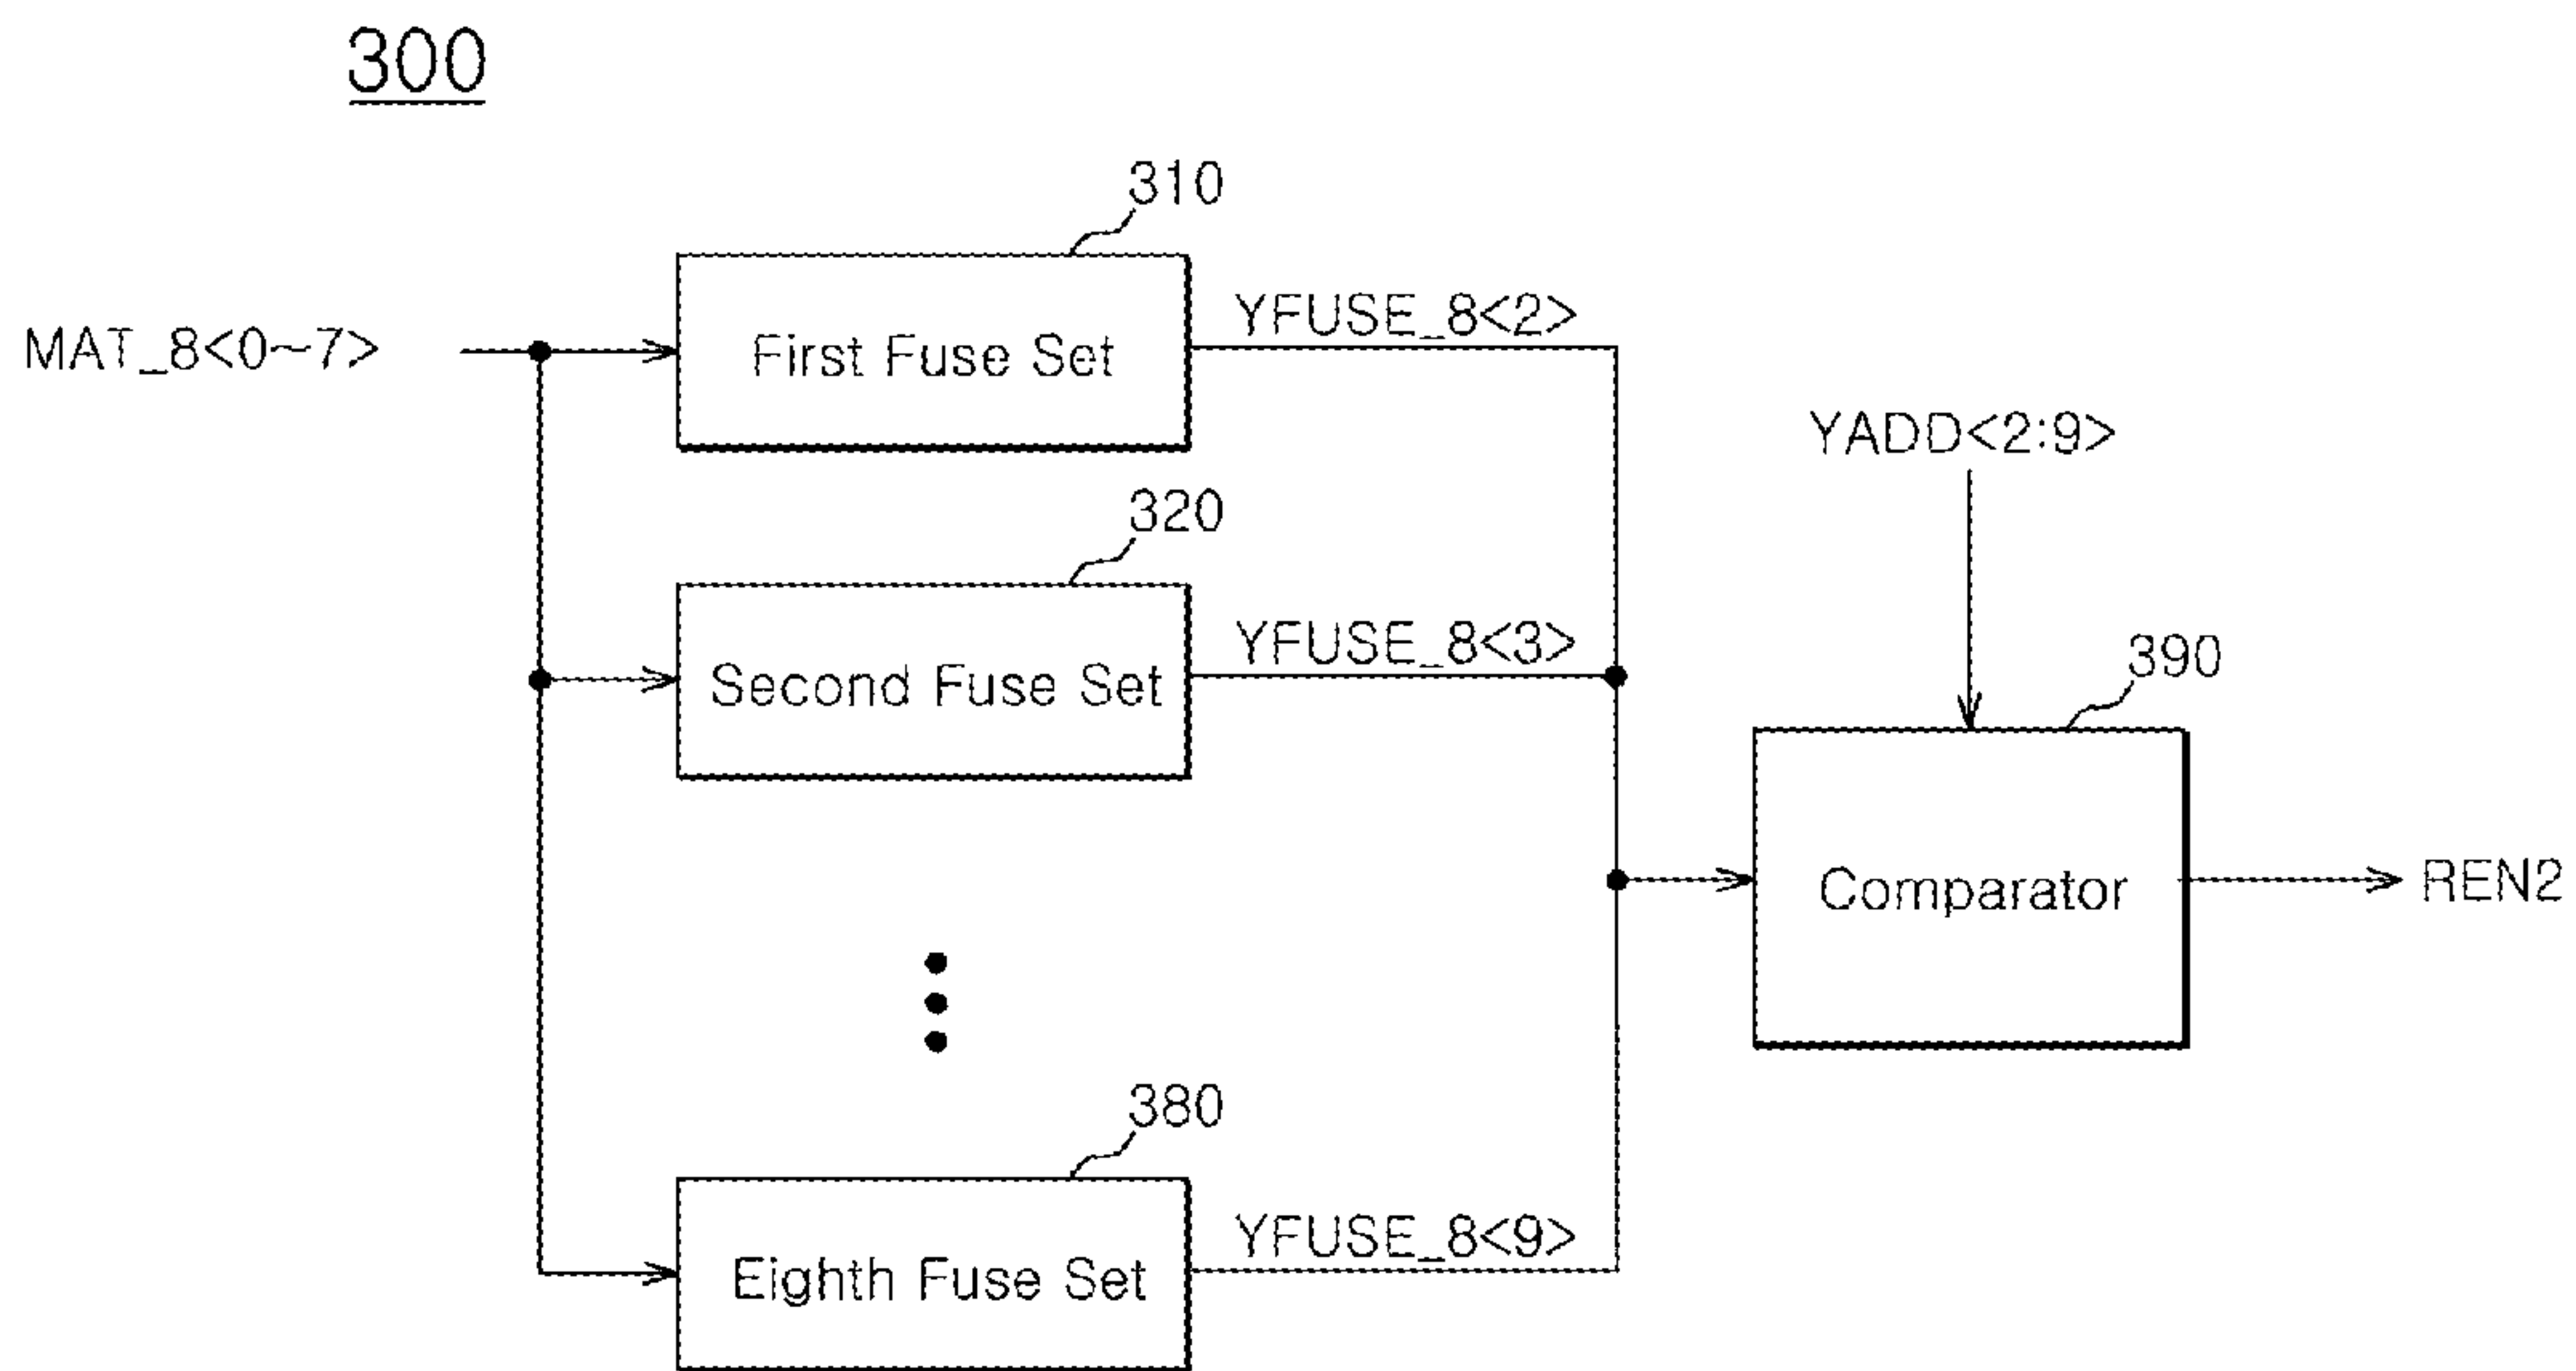 300
310
MAT_8<0~7>
First Fuse Set
YFUSE_8<2>
YADD<2:9>
320
Second Fuse Set
YFUSE_8<3>
390
Comparator
REN2
380
Eighth Fuse Set
YFUSE_8<9>